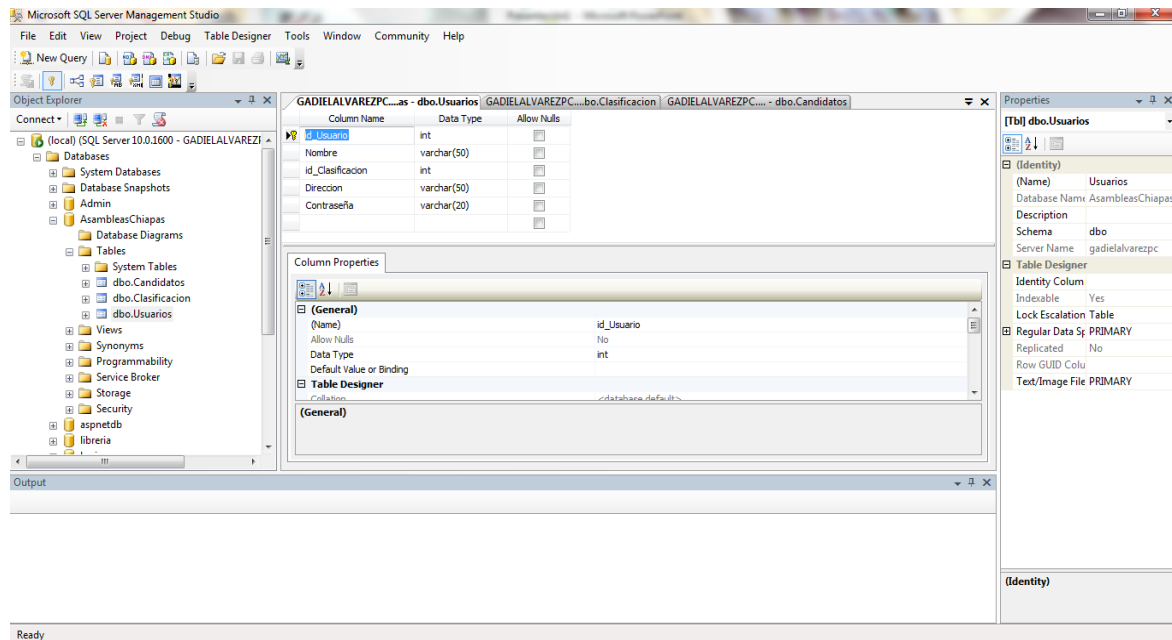 Microsoft SQL Server Management Studio
File Edit View Project Debug Table Designer Tools Window Community Help
New Query
Object Explorer
Connect
(local) (SQL Server 10.0.1600 - GADIELALVAREZP
Databases
System Databases
Database Snapshots
Admin
AsambleasChiapas
Database Diagrams
Tables
System Tables
dbo.Candidatos
dbo.Clasificacion
dbo.Usuarios
Views
Synonyms
Programmability
Service Broker
Storage
Security
aspnetdb
libreria
GADIELALVAREZPC....as - dbo.Usuarios GADIELALVAREZPC....bo.Clasificacion GADIELALVAREZPC.... - dbo.Candidatos
Column Name Data Type Allow Nulls
id_Usuario int
Nombre varchar(50)
id_Clasificacion int
Direccion varchar(50)
Contraseña varchar(20)
Column Properties
(General)
(Name) id_Usuario
Allow Nulls No
Data Type int
Default Value or Binding
Table Designer
Collation <database default>
(General)
Properties
[Tbl] dbo.Usuarios
(Identity)
(Name) Usuarios
Database Name AsambleasChiapas
Description
Schema dbo
Server Name gadielalvarezpc
Table Designer
Identity Colum
Indexable Yes
Lock Escalation Table
Regular Data Sp PRIMARY
Replicated No
Row GUID Colu
Text/Image File PRIMARY
(Identity)
Output
Ready